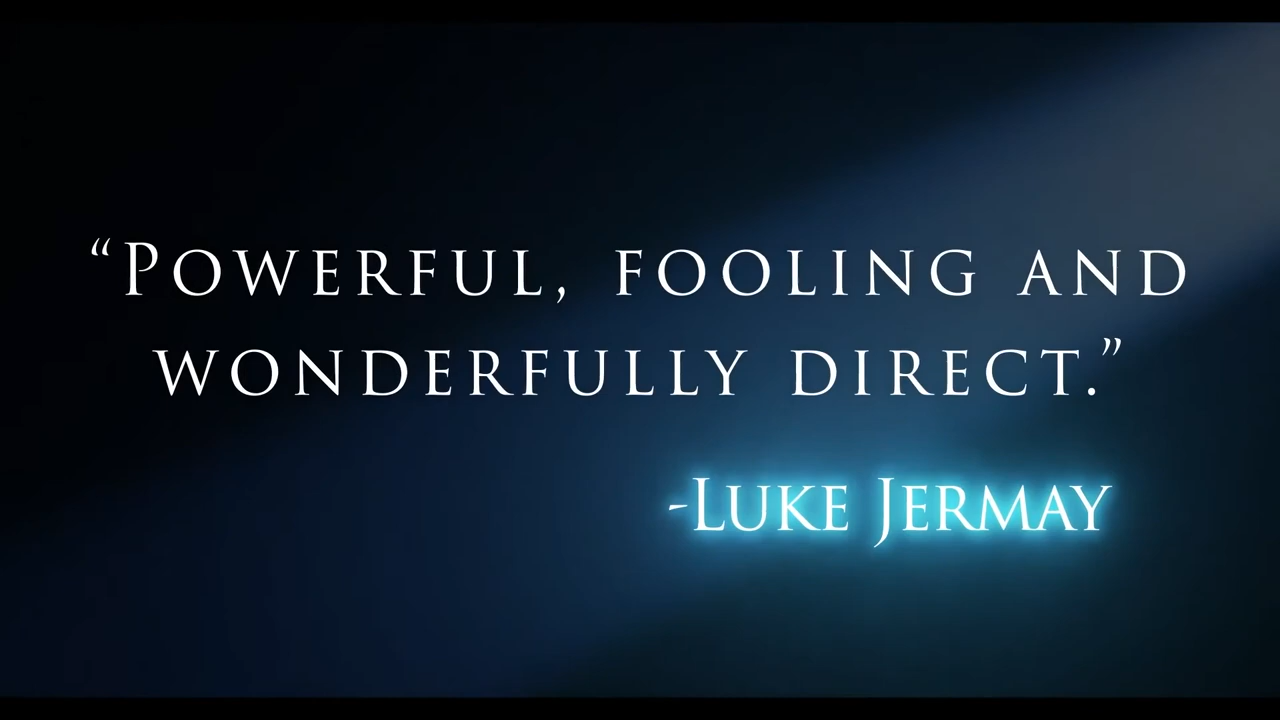 “Powerful, fooling and
wonderfully direct.”
-Luke Jermay